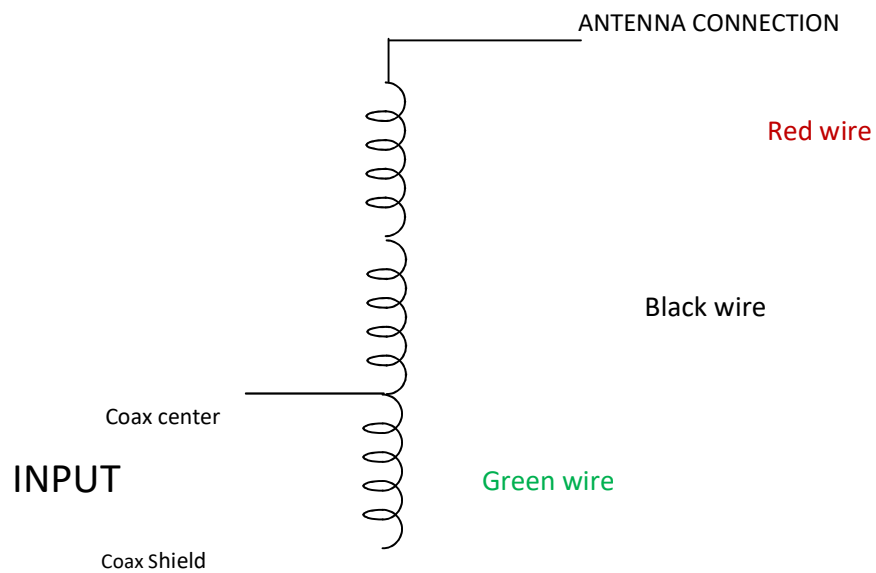 ANTENNA CONNECTION
Red wire
Black wire
Coax center
INPUT
Green wire
Coax Shield